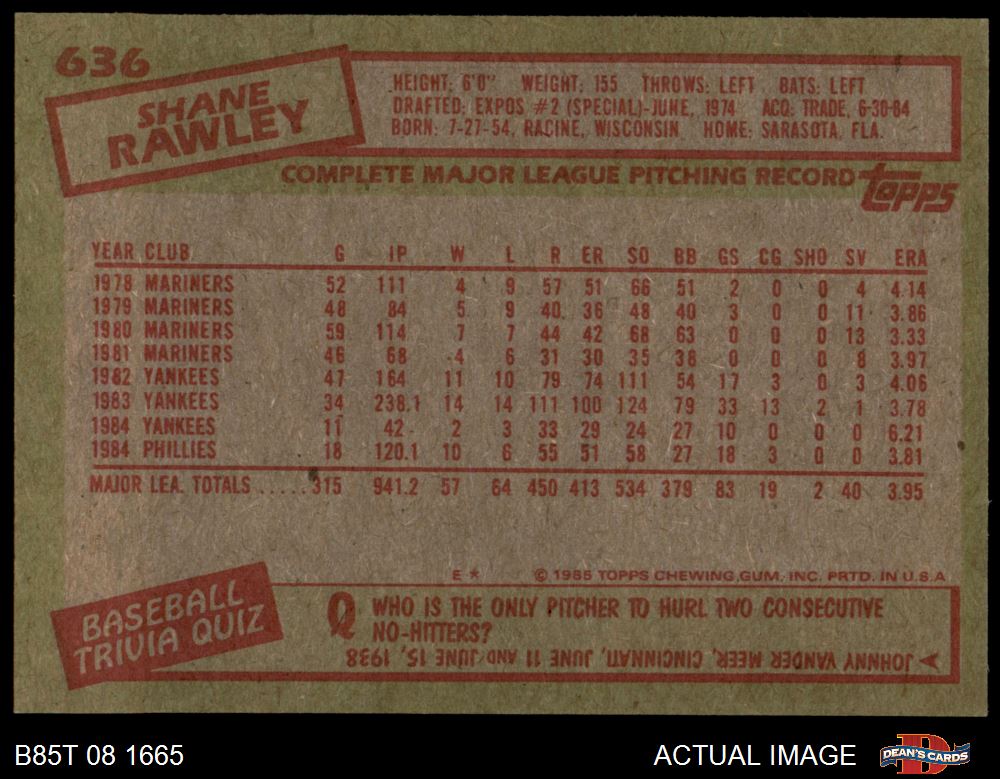 636
SHANE
RAWLEY
HEIGHT: 6'0" WEIGHT: 155 THROWS: LEFT BATS: LEFT
DRAFTED: EXPOS #2 (SPECIAL)-JUNE, 1974 ACQ: TRADE, 6-30-84
BORN: 7-27-54, RACINE, WISCONSIN HOME: SARASOTA, FLA.
COMPLETE MAJOR LEAGUE PITCHING RECORD
TOPPS
YEAR CLUB G IP W L R ER SO BB GS CG SHO SV ERA
1978 MARINERS 52 111 4 9 57 51 66 51 2 0 0 4 4.14
1979 MARINERS 48 84 5 9 40 36 48 40 3 0 0 11 3.86
1980 MARINERS 59 114 7 7 44 42 68 63 0 0 0 13 3.33
1981 MARINERS 46 68 4 6 31 30 35 38 0 0 0 8 3.97
1982 YANKEES 47 164 11 10 79 74 111 54 17 3 0 3 4.06
1983 YANKEES 34 238.1 14 14 111 100 124 79 33 13 2 1 3.78
1984 YANKEES 11 42 2 3 33 29 24 27 10 0 0 0 6.21
1984 PHILLIES 18 120.1 10 6 55 51 58 27 18 3 0 0 3.81
MAJOR LEA. TOTALS .....315 941.2 57 64 450 413 534 379 83 19 2 40 3.95
E* © 1985 TOPPS CHEWING GUM, INC. PRTD. IN U.S.A
BASEBALL
TRIVIA QUIZ
Q WHO IS THE ONLY PITCHER TO HURL TWO CONSECUTIVE
NO-HITTERS?
JOHNNY VANDER MEER, CINCINNATI, JUNE 11 AND JUNE 15, 1938
B85T 08 1665
ACTUAL IMAGE
D
DEAN'S CARDS